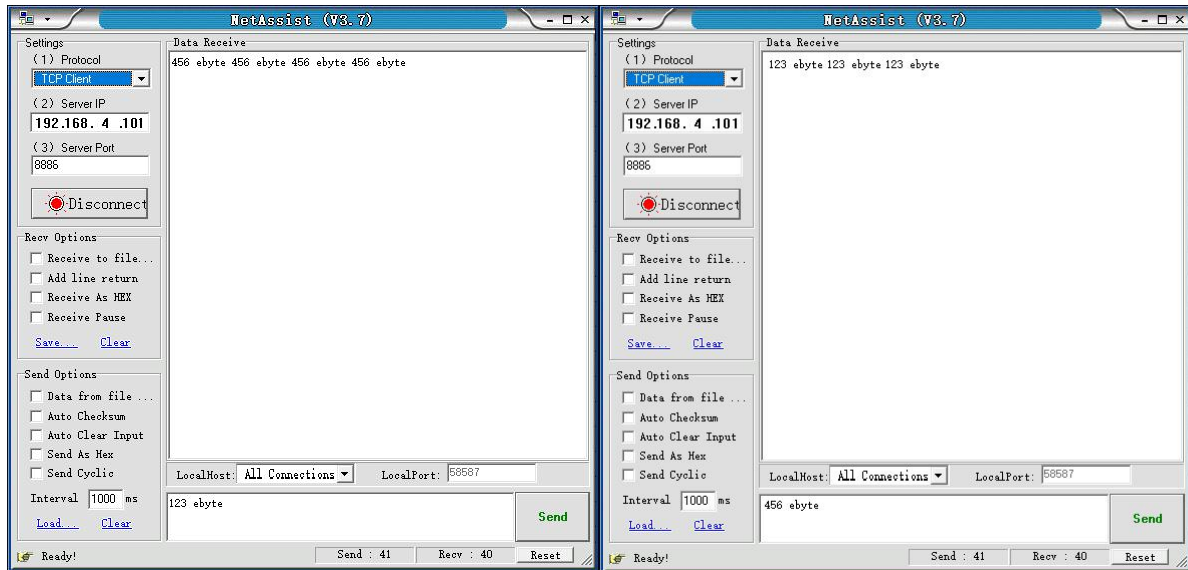 NetAssist (V3.7)
Settings
(1) Protocol
TCP Client
(2) Server IP
192.168. 4 .101
(3) Server Port
8886
Disconnect
Recv Options
Receive to file...
Add line return
Receive As HEX
Receive Pause
Save... Clear
Send Options
Data from file ...
Auto Checksum
Auto Clear Input
Send As Hex
Send Cyclic
Interval 1000 ms
Load... Clear
Data Receive
456 ebyte 456 ebyte 456 ebyte 456 ebyte
LocalHost: All Connections LocalPort: 58587
123 ebyte
Send
Ready! Send : 41 Recv : 40 Reset
NetAssist (V3.7)
Settings
(1) Protocol
TCP Client
(2) Server IP
192.168. 4 .101
(3) Server Port
8886
Disconnect
Recv Options
Receive to file...
Add line return
Receive As HEX
Receive Pause
Save... Clear
Send Options
Data from file ...
Auto Checksum
Auto Clear Input
Send As Hex
Send Cyclic
Interval 1000 ms
Load... Clear
Data Receive
123 ebyte 123 ebyte 123 ebyte
LocalHost: All Connections LocalPort: 58587
456 ebyte
Send
Ready! Send : 41 Recv : 40 Reset